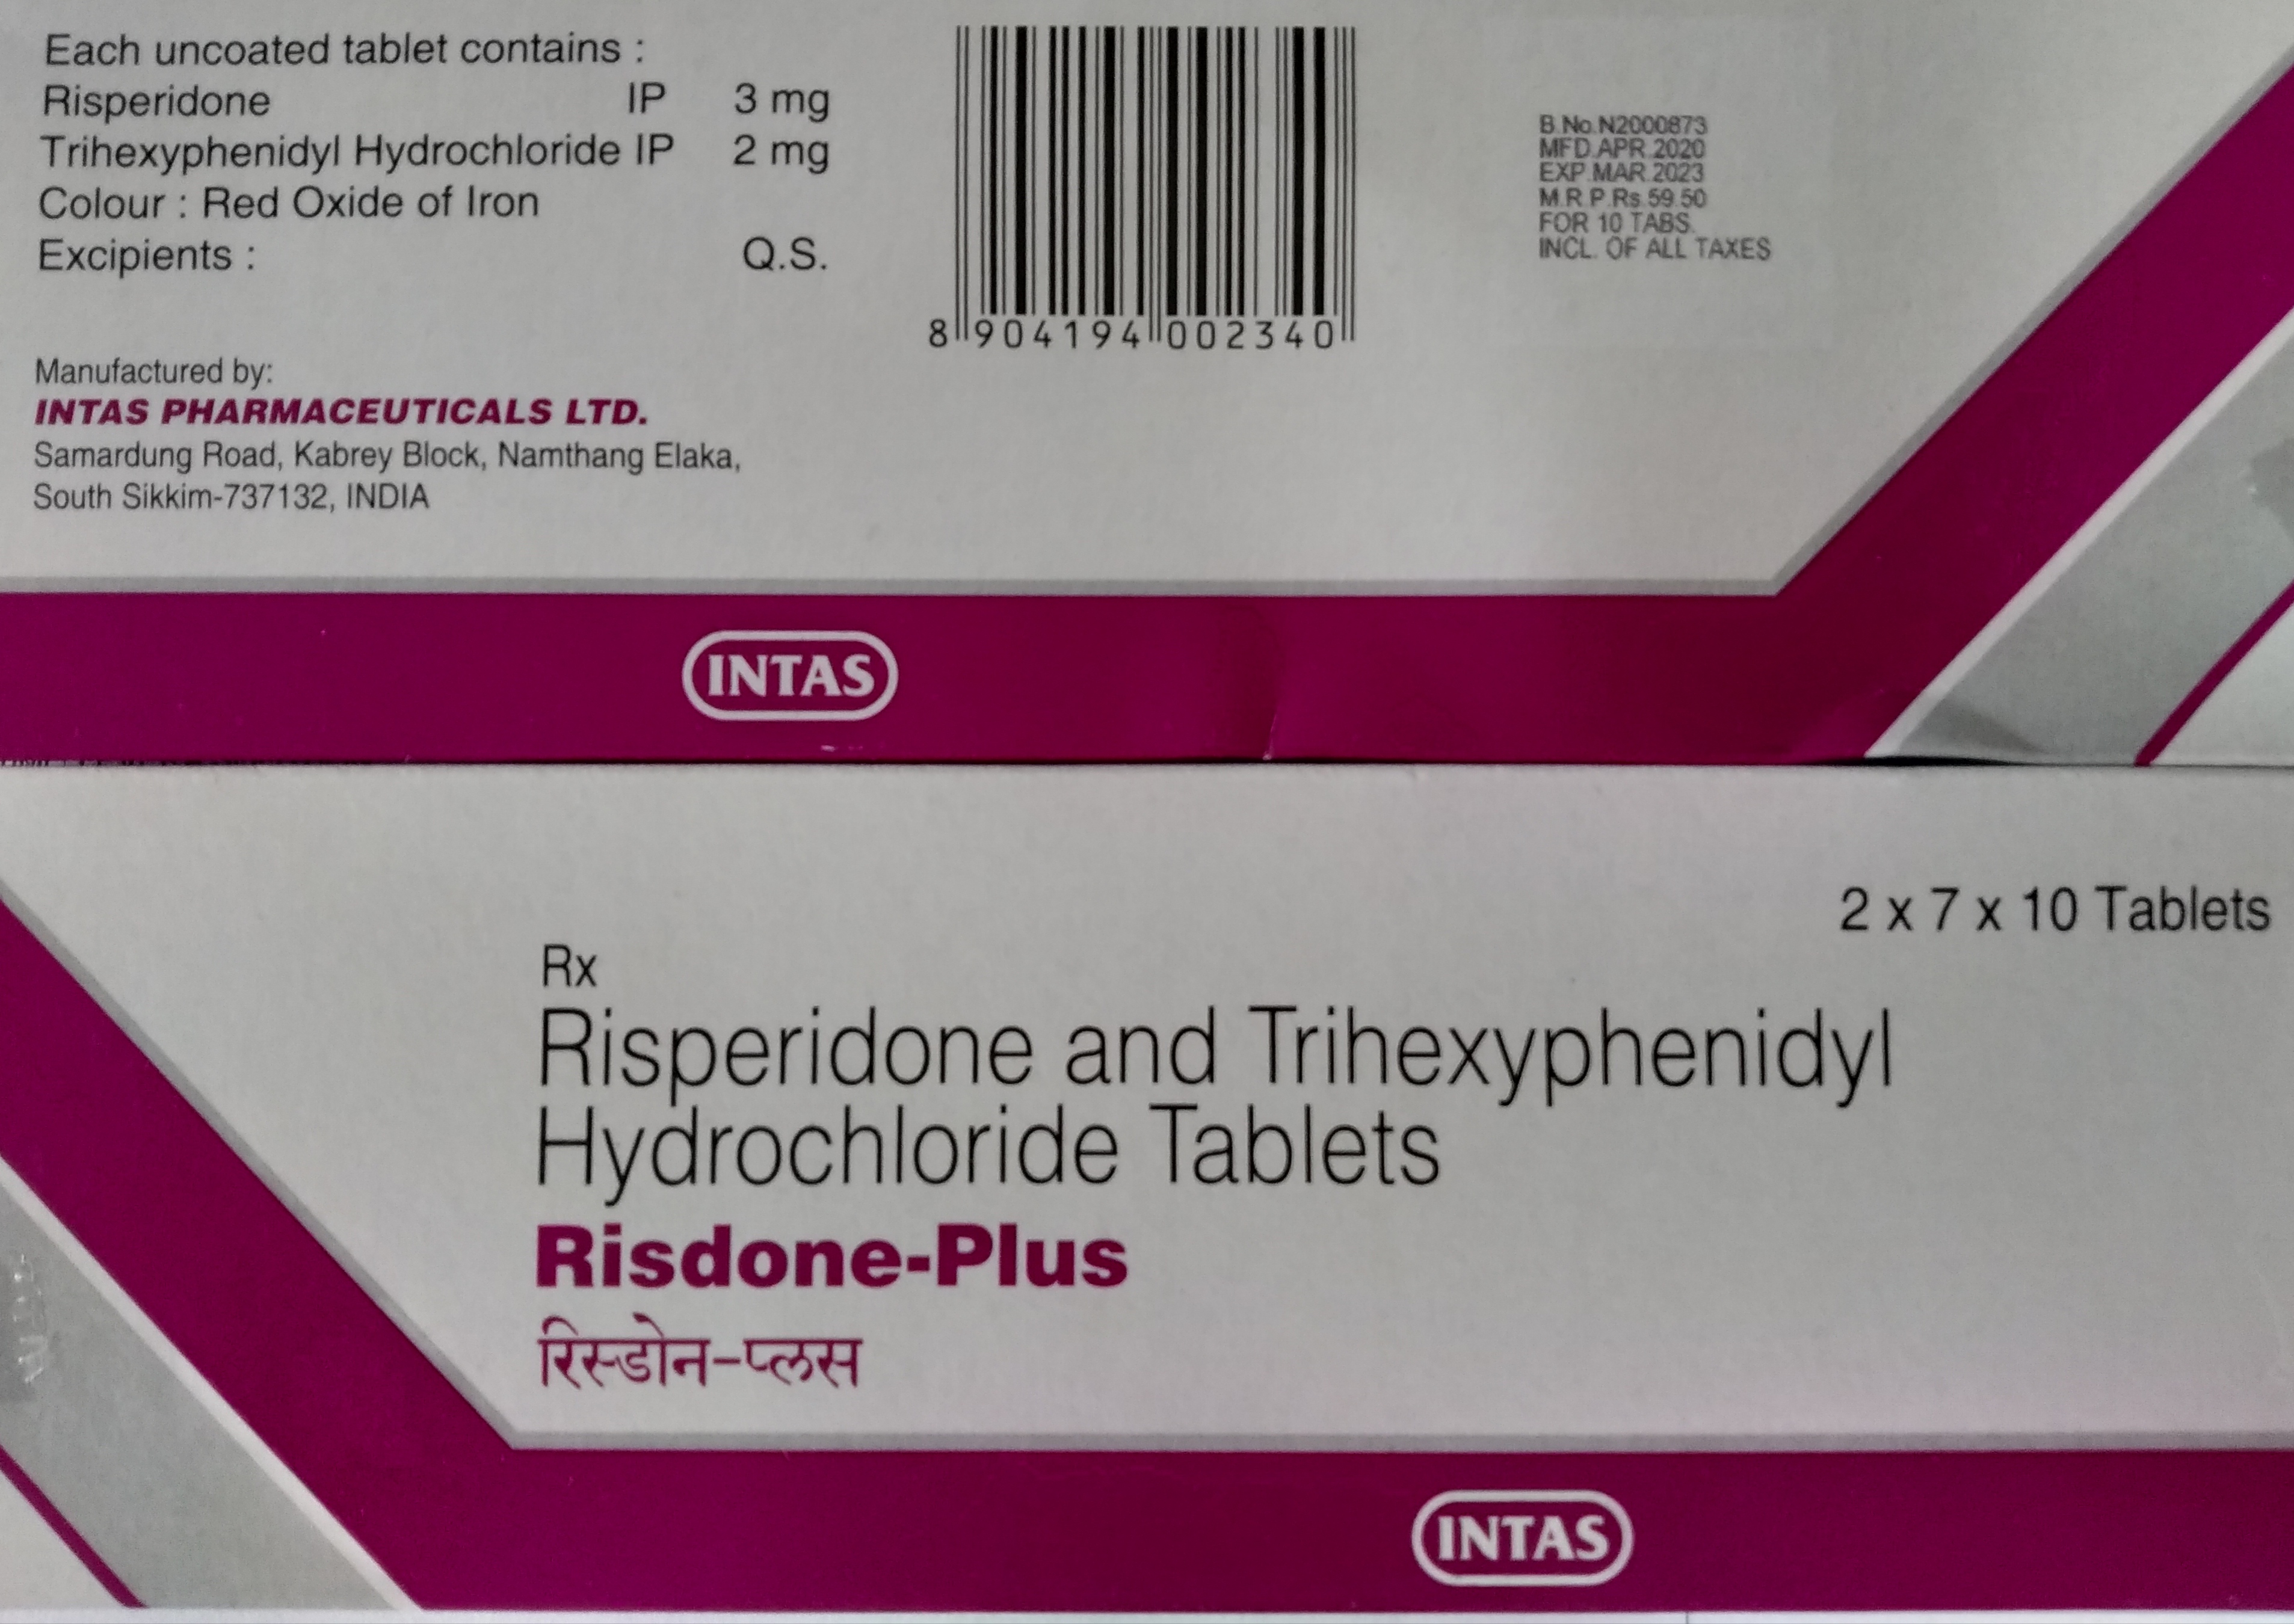 Each uncoated tablet contains :
Risperidone IP 3 mg
Trihexyphenidyl Hydrochloride IP 2 mg
Colour : Red Oxide of Iron
Excipients : Q.S.
Manufactured by:
INTAS PHARMACEUTICALS LTD.
Samardung Road, Kabrey Block, Namthang Elaka,
South Sikkim-737132, INDIA
8 904194 002340
B.No.N2000873
MFD.APR.2020
EXP.MAR.2023
M.R.P.Rs.59.50
FOR 10 TABS.
INCL. OF ALL TAXES
INTAS
2 x 7 x 10 Tablets
Rx
Risperidone and Trihexyphenidyl
Hydrochloride Tablets
Risdone-Plus
रिस्डोन-प्लस
INTAS